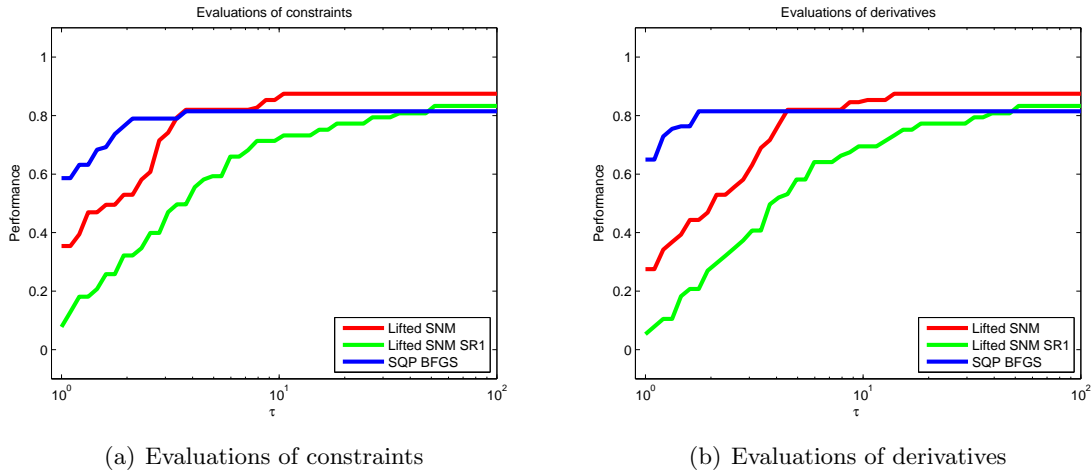 Evaluations of constraints
1
0.8
0.6
0.4
0.2
0
Performance
10^0
10^1
10^2
τ
Lifted SNM
Lifted SNM SR1
SQP BFGS
(a) Evaluations of constraints
Evaluations of derivatives
1
0.8
0.6
0.4
0.2
0
Performance
10^0
10^1
10^2
τ
Lifted SNM
Lifted SNM SR1
SQP BFGS
(b) Evaluations of derivatives